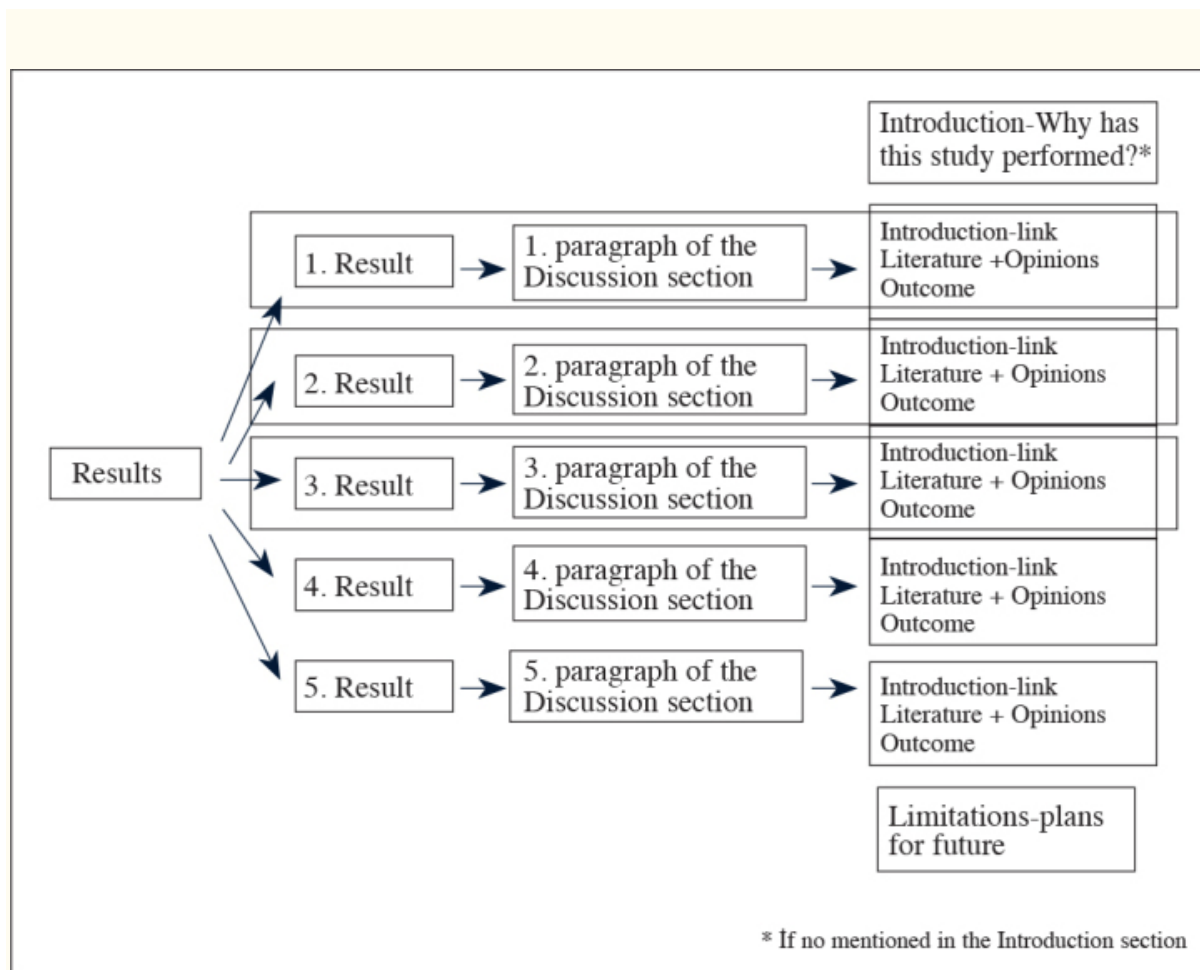 Introduction-Why has
this study performed?*
1. Result
1. paragraph of the
Discussion section
Introduction-link
Literature +Opinions
Outcome
2. Result
2. paragraph of the
Discussion section
Introduction-link
Literature + Opinions
Outcome
Results
3. Result
3. paragraph of the
Discussion section
Introduction-link
Literature + Opinions
Outcome
4. Result
4. paragraph of the
Discussion section
Introduction-link
Literature + Opinions
Outcome
5. Result
5. paragraph of the
Discussion section
Introduction-link
Literature + Opinions
Outcome
Limitations-plans
for future
* İf no mentioned in the Introduction section